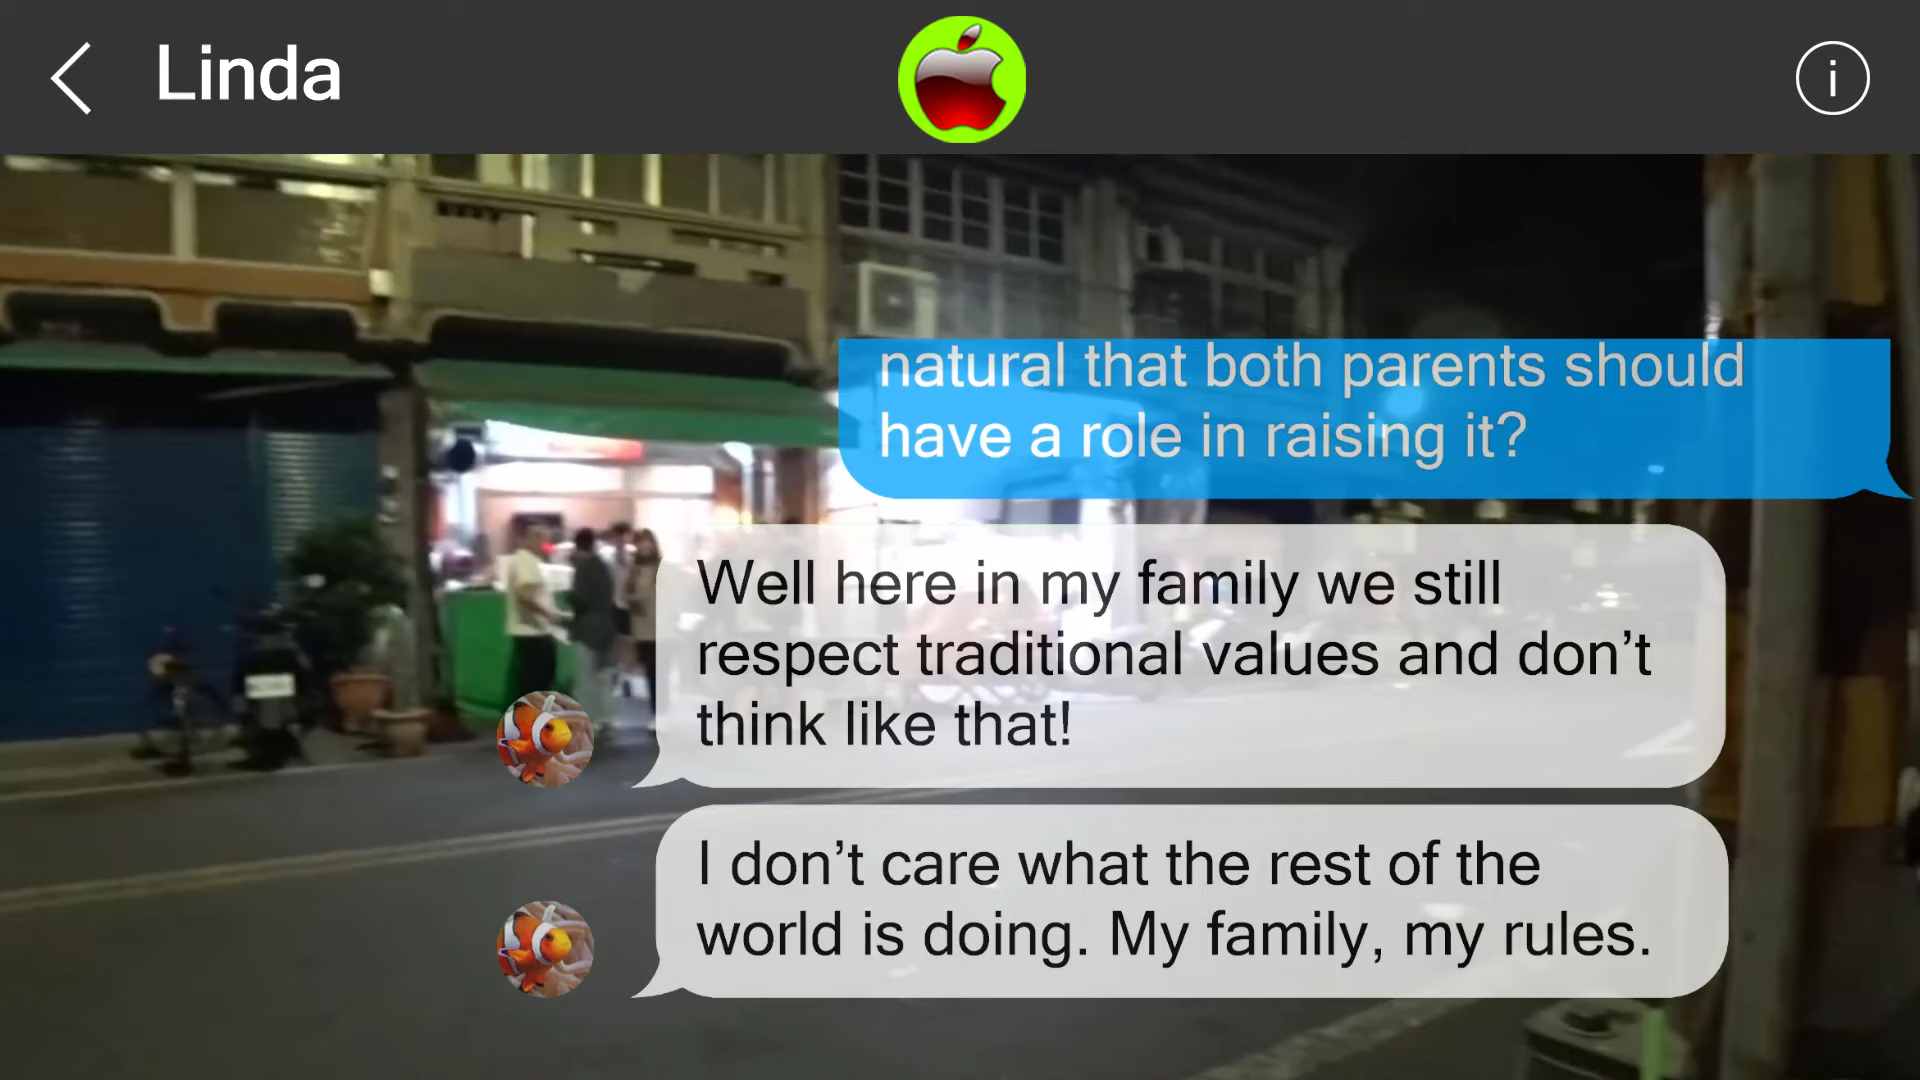 Linda
i
natural that both parents should
have a role in raising it?
Well here in my family we still
respect traditional values and don’t
think like that!
I don’t care what the rest of the
world is doing. My family, my rules.